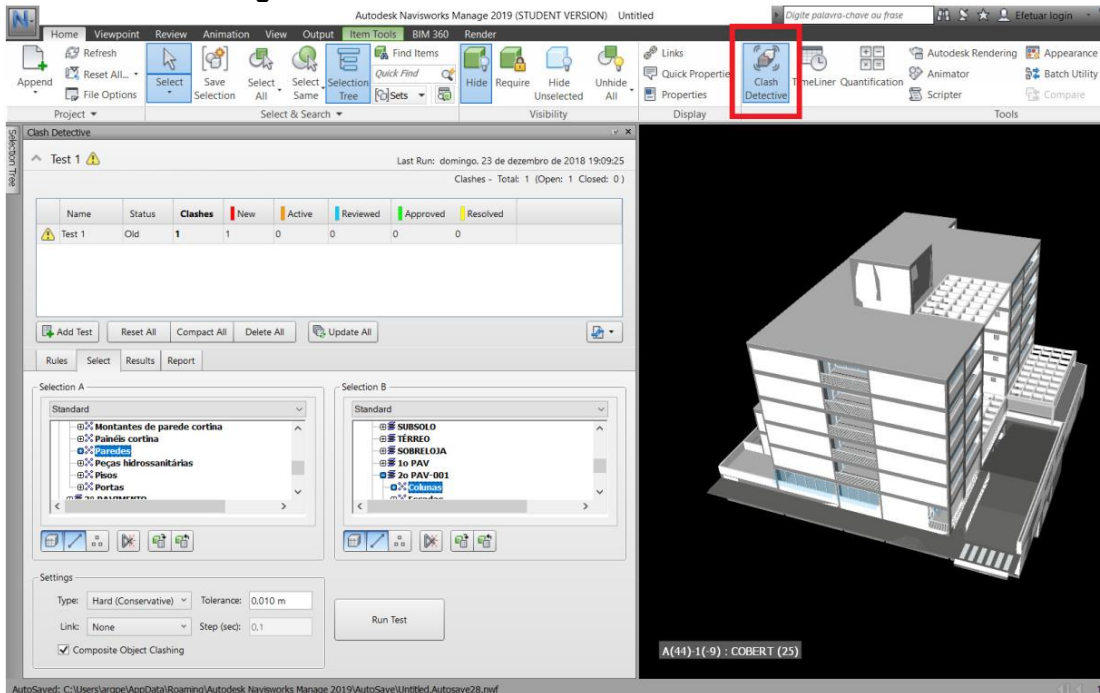 Autodesk Navisworks Manage 2019 (STUDENT VERSION) Untitled
Digite palavra-chave ou frase
Efetuar login
Home Viewpoint Review Animation View Output Item Tools BIM 360 Render
Append
Refresh
Reset All...
File Options
Project
Select
Save Selection
Select All
Select Same
Selection Tree
Find Items
Quick Find
Sets
Select & Search
Hide
Require
Hide Unselected
Unhide All
Visibility
Links
Quick Propertie
Properties
Display
Clash Detective
TimeLiner
Quantification
Autodesk Rendering
Animator
Scripter
Appearance
Batch Utility
Compare
Tools
Selection Tree
Clash Detective
Test 1
Last Run: domingo, 23 de dezembro de 2018 19:09:25
Clashes - Total: 1 (Open: 1 Closed: 0)
Name Status Clashes New Active Reviewed Approved Resolved
Test 1 Old 1 1 0 0 0 0
Add Test Reset All Compact All Delete All Update All
Rules Select Results Report
Selection A
Standard
Montantes de parede cortina
Painéis cortina
Paredes
Peças hidrossanitárias
Pisos
Portas
Selection B
Standard
SUBSOLO
TÉRREO
SOBRELOJA
1o PAV
2o PAV-001
Colunas
Settings
Type: Hard (Conservative) Tolerance: 0,010 m
Link: None Step (sec): 0,1
Composite Object Clashing
Run Test
A(44)-1(-9) : COBERT (25)
AutoSaved: C:\Users\argpe\AppData\Roaming\Autodesk Navisworks Manage 2019\AutoSave\Untitled.Autosave28.nwf